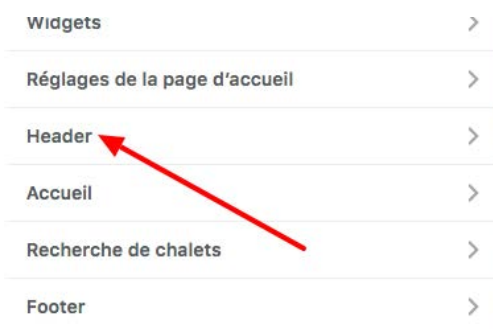 Widgets
Réglages de la page d'accueil
Header
Accueil
Recherche de chalets
Footer